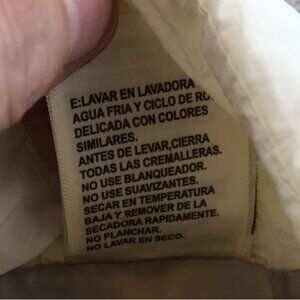 E:LAVAR EN LAVADORA
AGUA FRIA Y CICLO DE RO
DELICADA CON COLORES
SIMILARES.
ANTES DE LEVAR,CIERRA
TODAS LAS CREMALLERAS.
NO USE BLANQUEADOR.
NO USE SUAVIZANTES.
SECAR EN TEMPERATURA
BAJA Y REMOVER DE LA
SECADORA RAPIDAMENTE.
NO PLANCHAR.
NO LAVAR EN SECO.